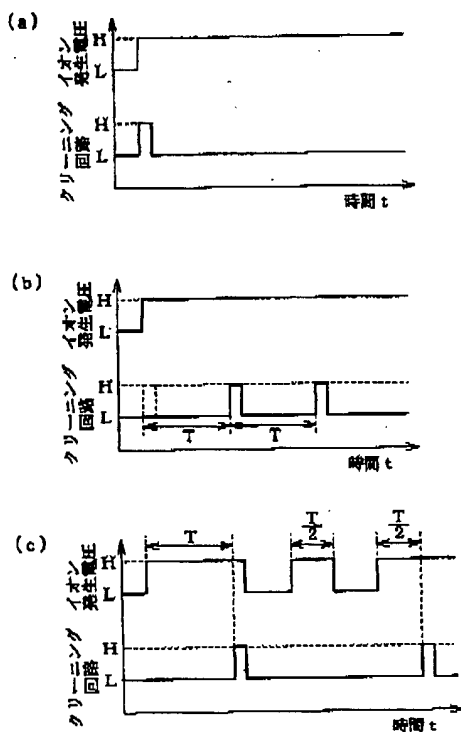 (a)
イオン
発生電圧
H
L
クリーニング
回路
H
L
時間 t
(b)
イオン
発生電圧
H
L
クリーニング
回路
H
L
T
T
時間 t
(c)
T
T/2
T/2
イオン
発生電圧
H
L
クリーニング
回路
H
L
時間 t